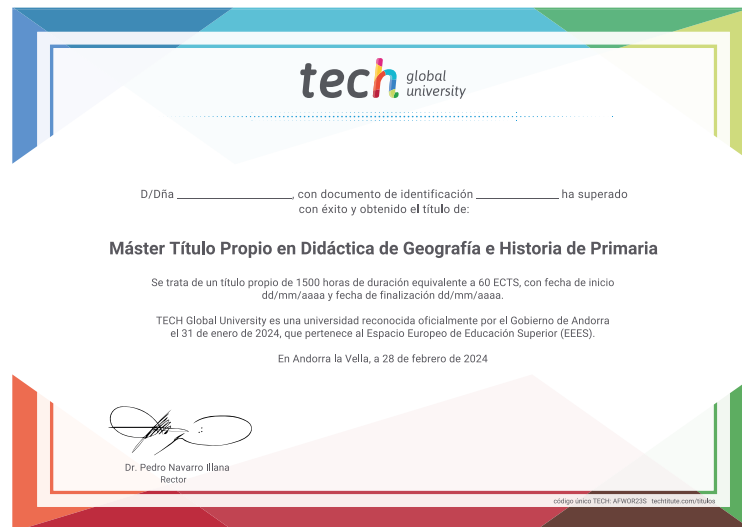 tech global university
D/Dña ____________________, con documento de identificación ______________ ha superado
con éxito y obtenido el título de:
Máster Título Propio en Didáctica de Geografía e Historia de Primaria
Se trata de un título propio de 1500 horas de duración equivalente a 60 ECTS, con fecha de inicio
dd/mm/aaaa y fecha de finalización dd/mm/aaaa.
TECH Global University es una universidad reconocida oficialmente por el Gobierno de Andorra
el 31 de enero de 2024, que pertenece al Espacio Europeo de Educación Superior (EEES).
En Andorra la Vella, a 28 de febrero de 2024
Dr. Pedro Navarro Illana
Rector
código único TECH: AFWOR23S techtitute.com/titulos